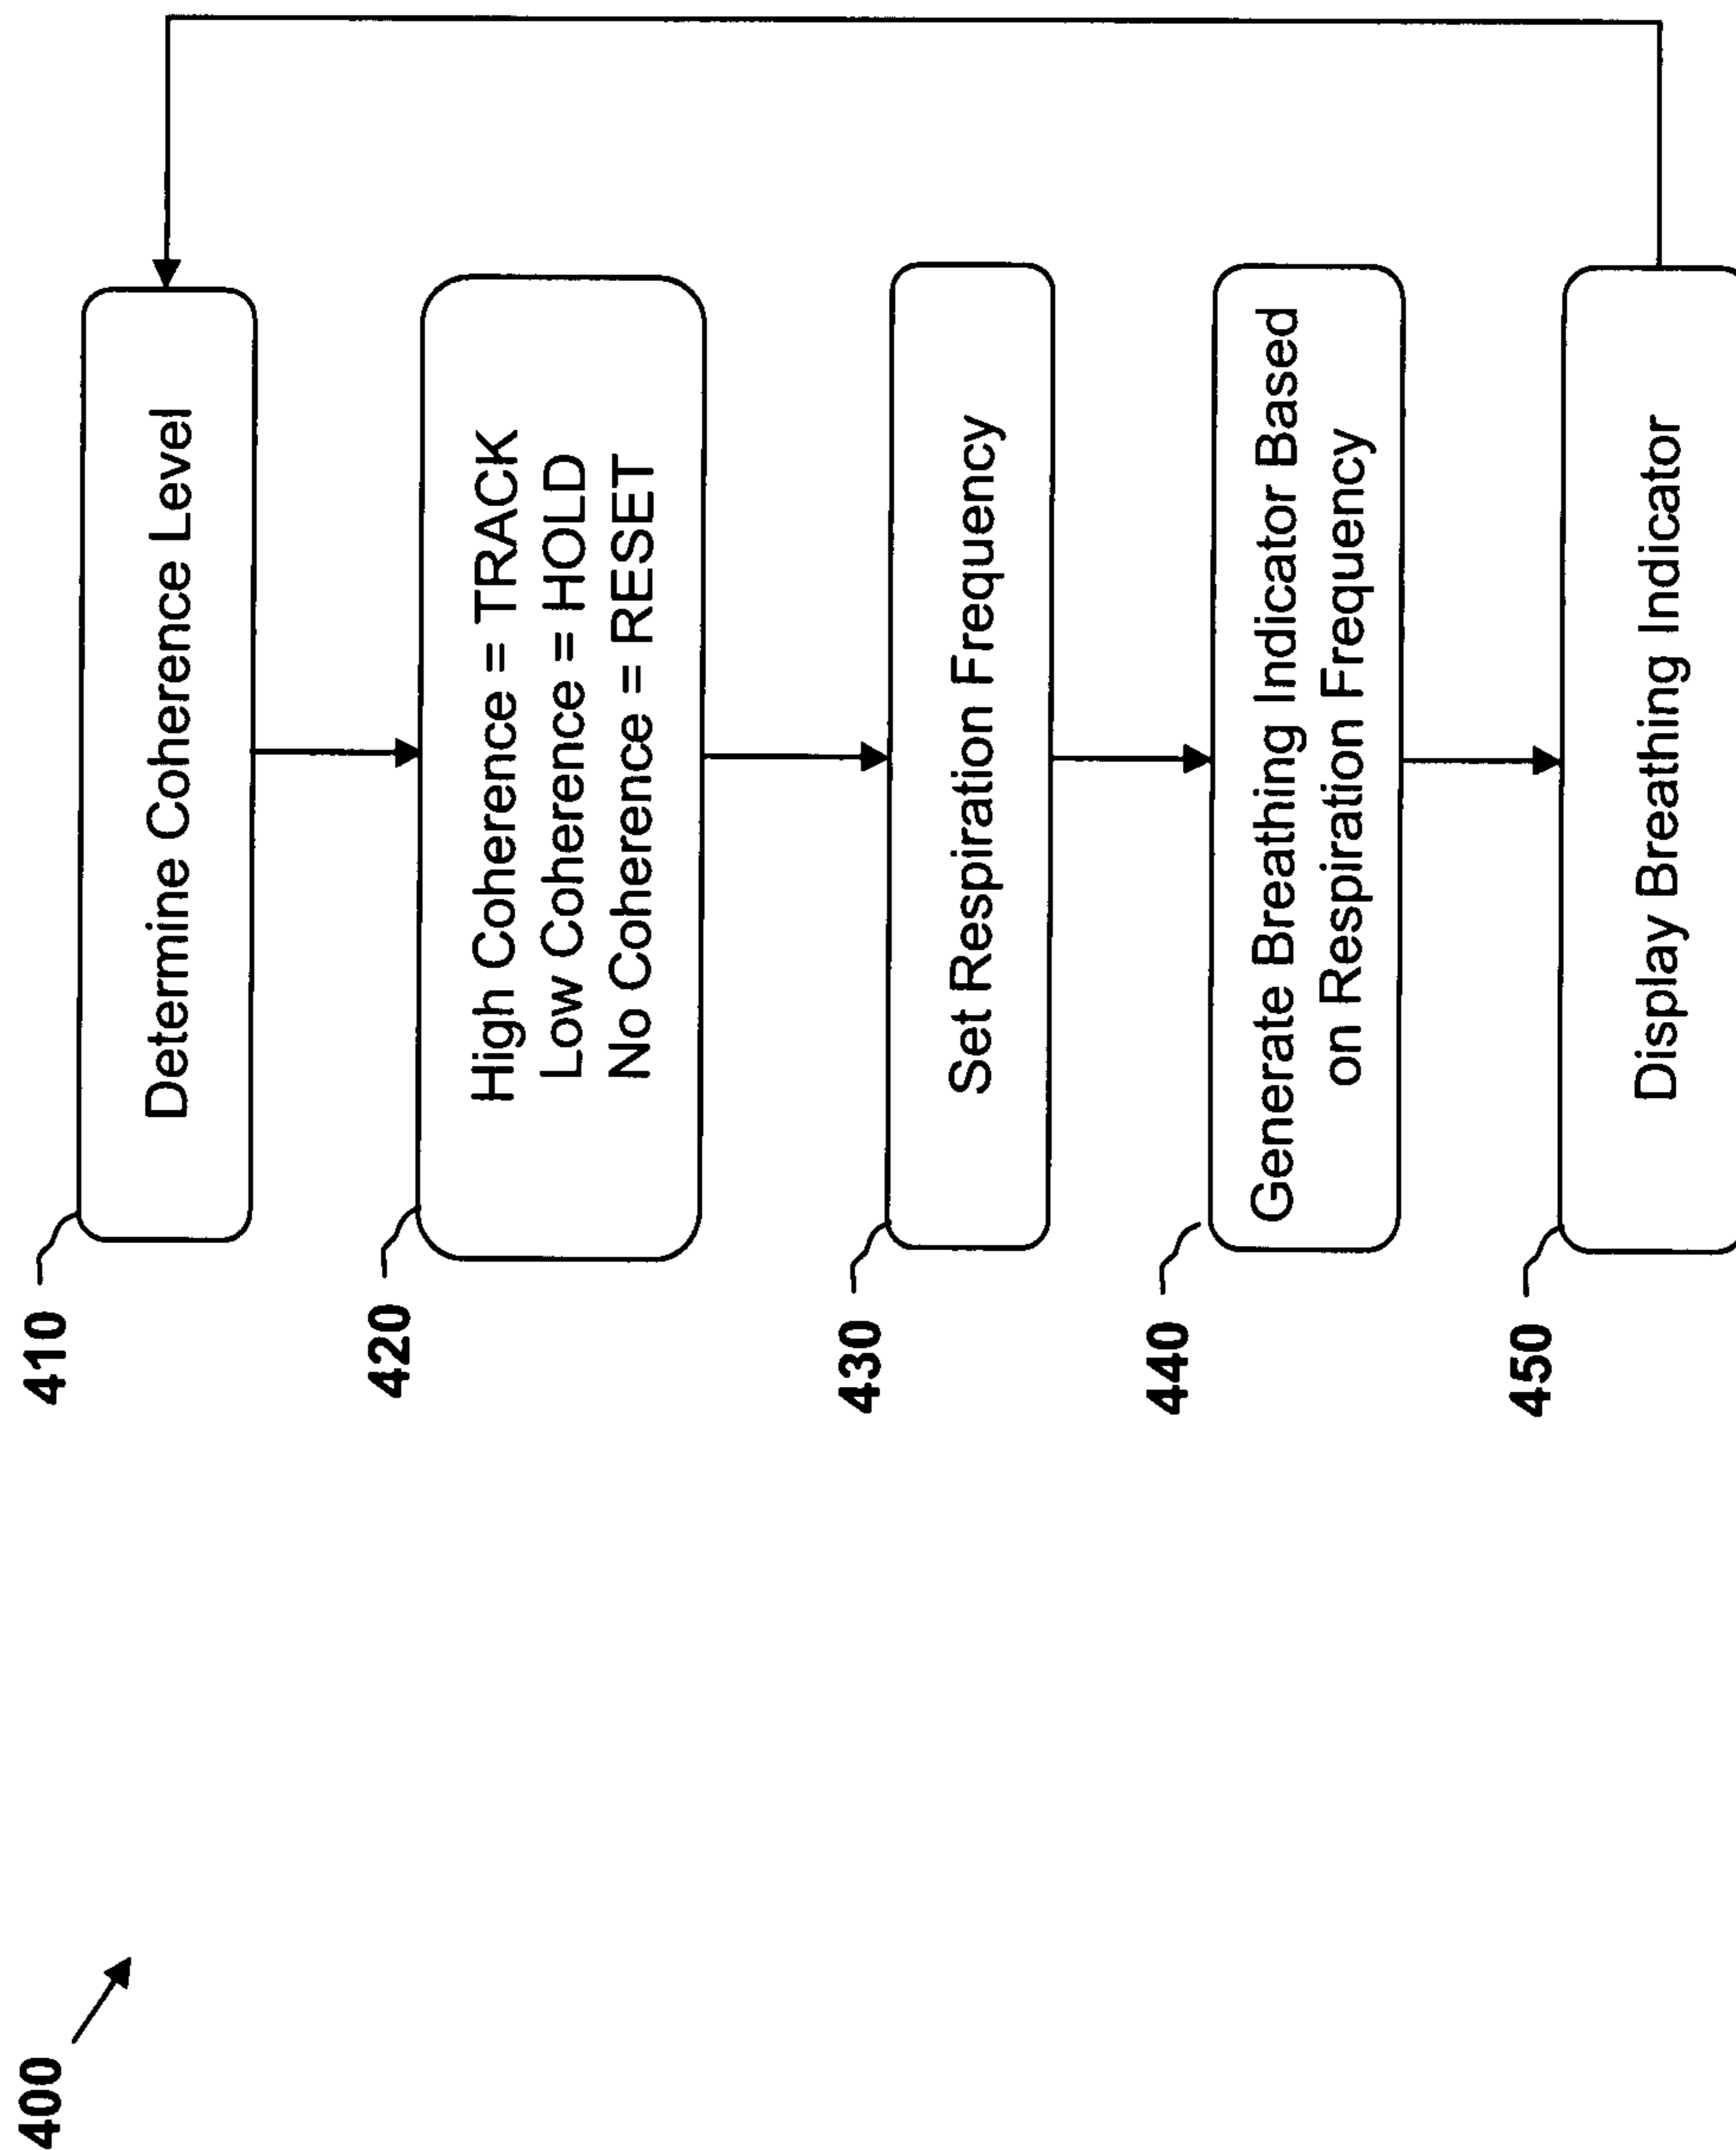 400
410
Determine Coherence Level
420
High Coherence = TRACK
Low Coherence = HOLD
No Coherence = RESET
430
Set Respiration Frequency
440
Generate Breathing Indicator Based
on Respiration Frequency
450
Display Breathing Indicator